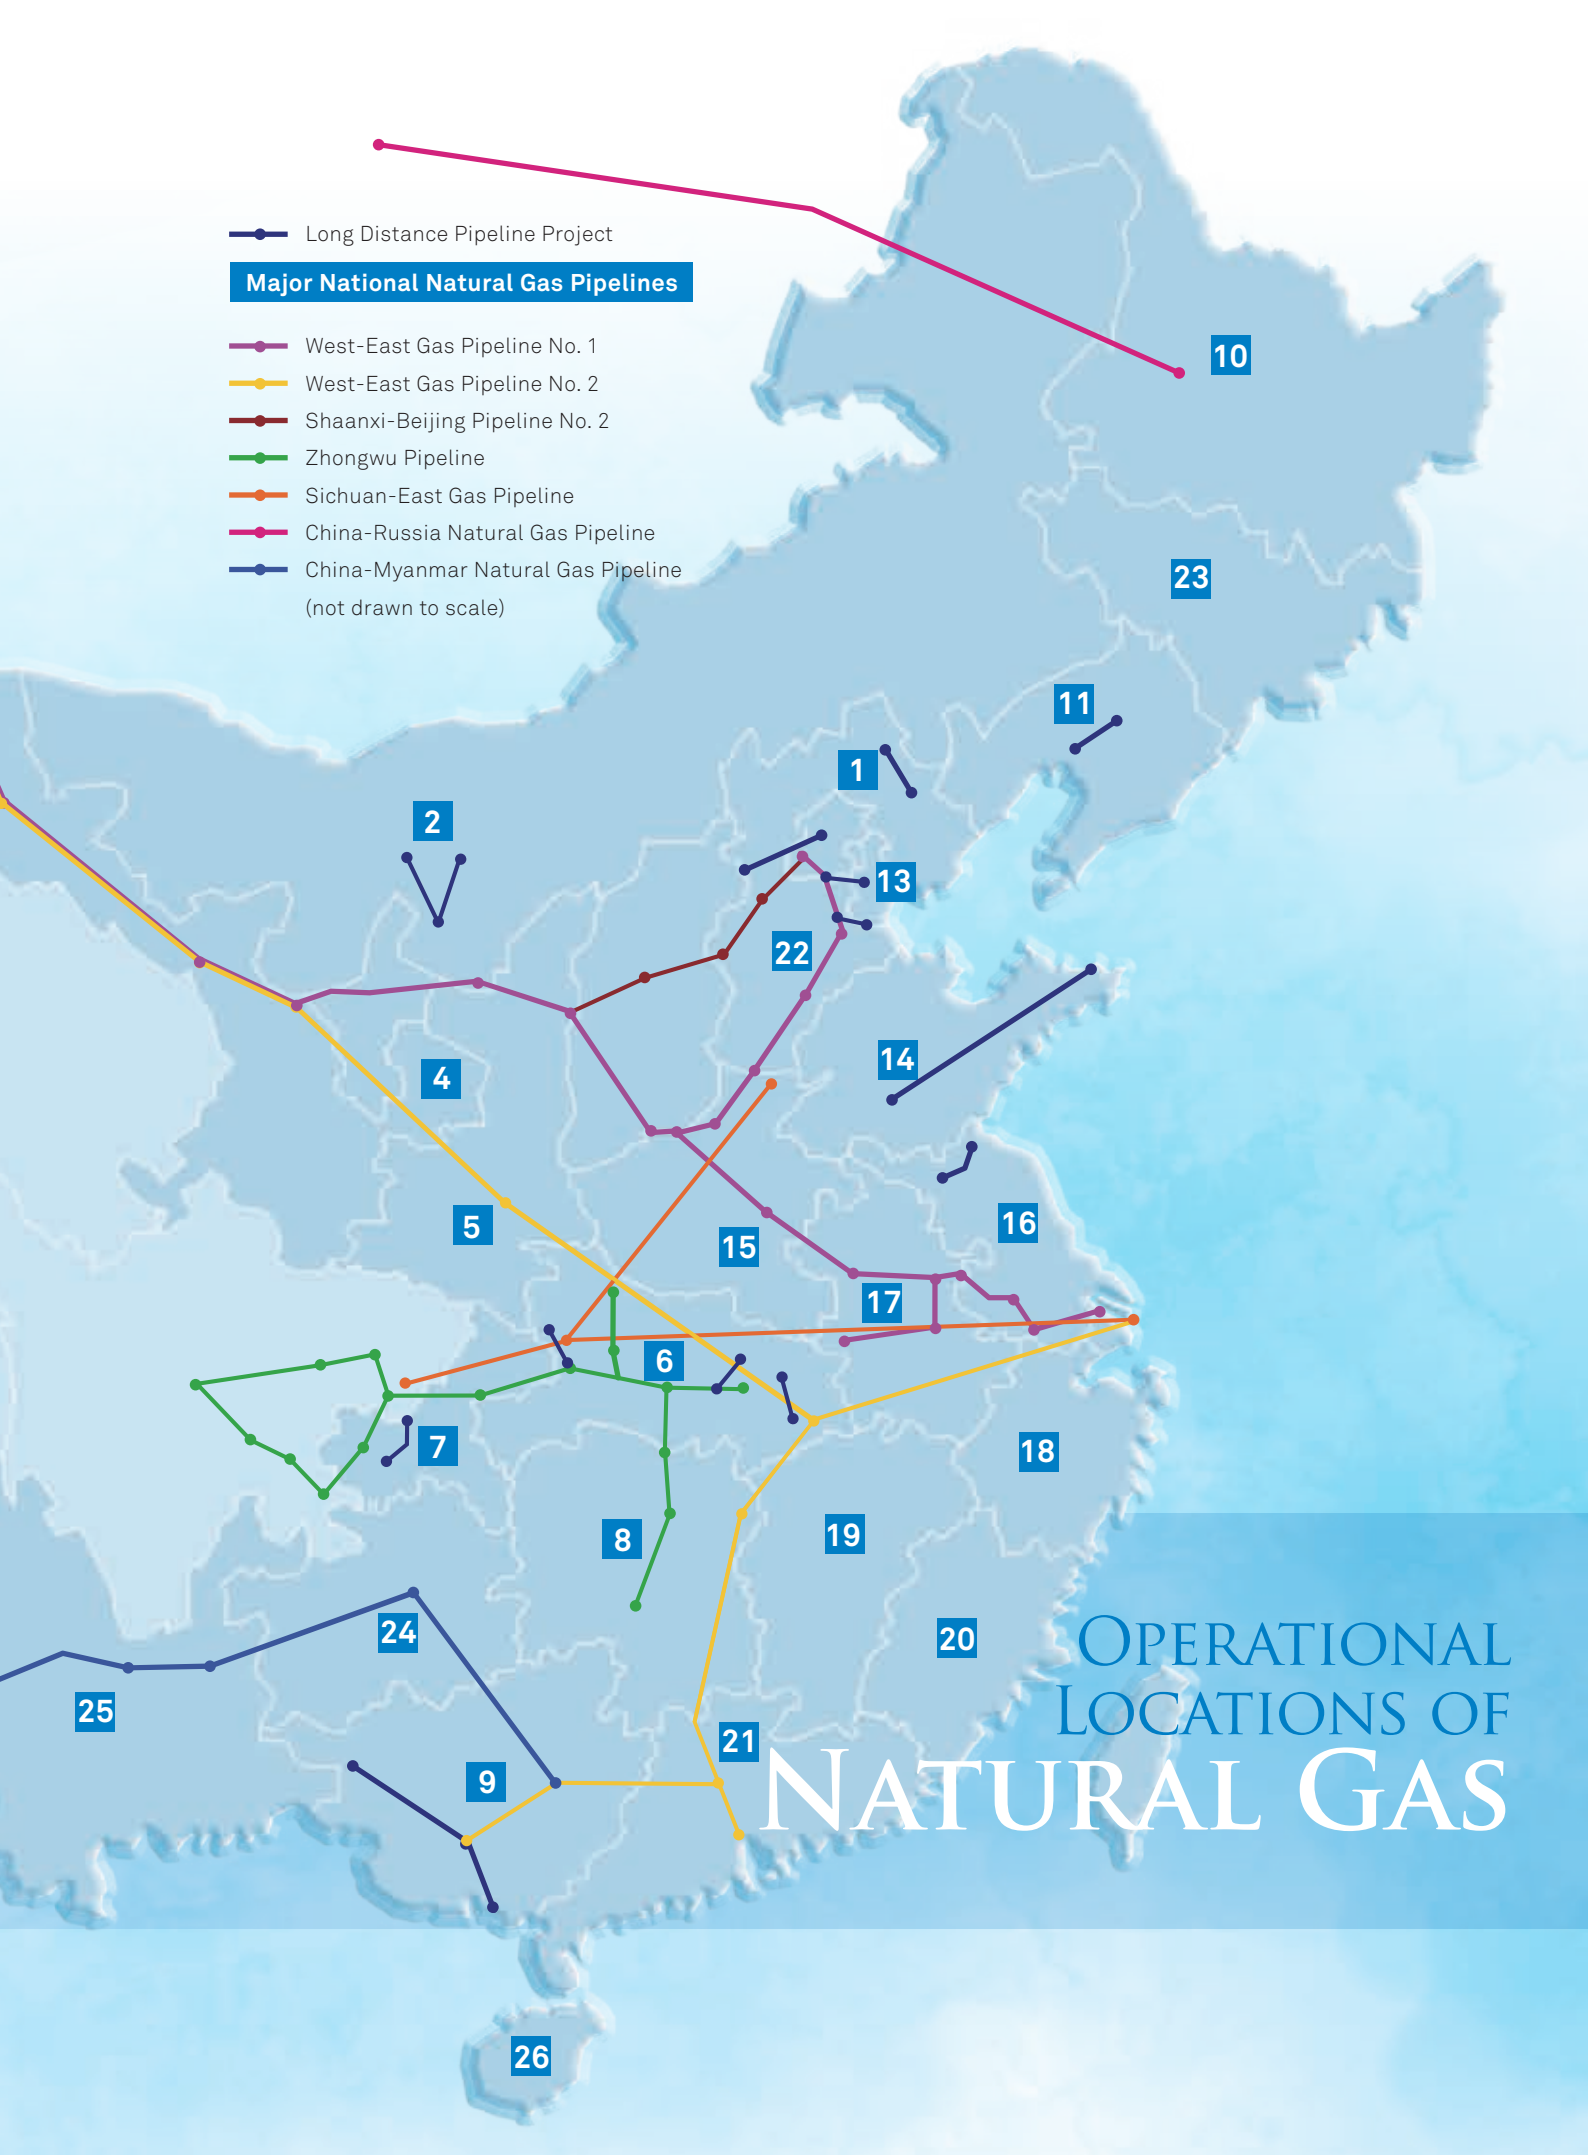 Long Distance Pipeline Project
Major National Natural Gas Pipelines
West-East Gas Pipeline No. 1
West-East Gas Pipeline No. 2
Shaanxi-Beijing Pipeline No. 2
Zhongwu Pipeline
Sichuan-East Gas Pipeline
China-Russia Natural Gas Pipeline
China-Myanmar Natural Gas Pipeline
(not drawn to scale)
10
23
11
1
2
13
22
14
4
16
5
15
17
6
7
18
19
8
24
20
25
21
9
26
OPERATIONAL
LOCATIONS OF
NATURAL GAS